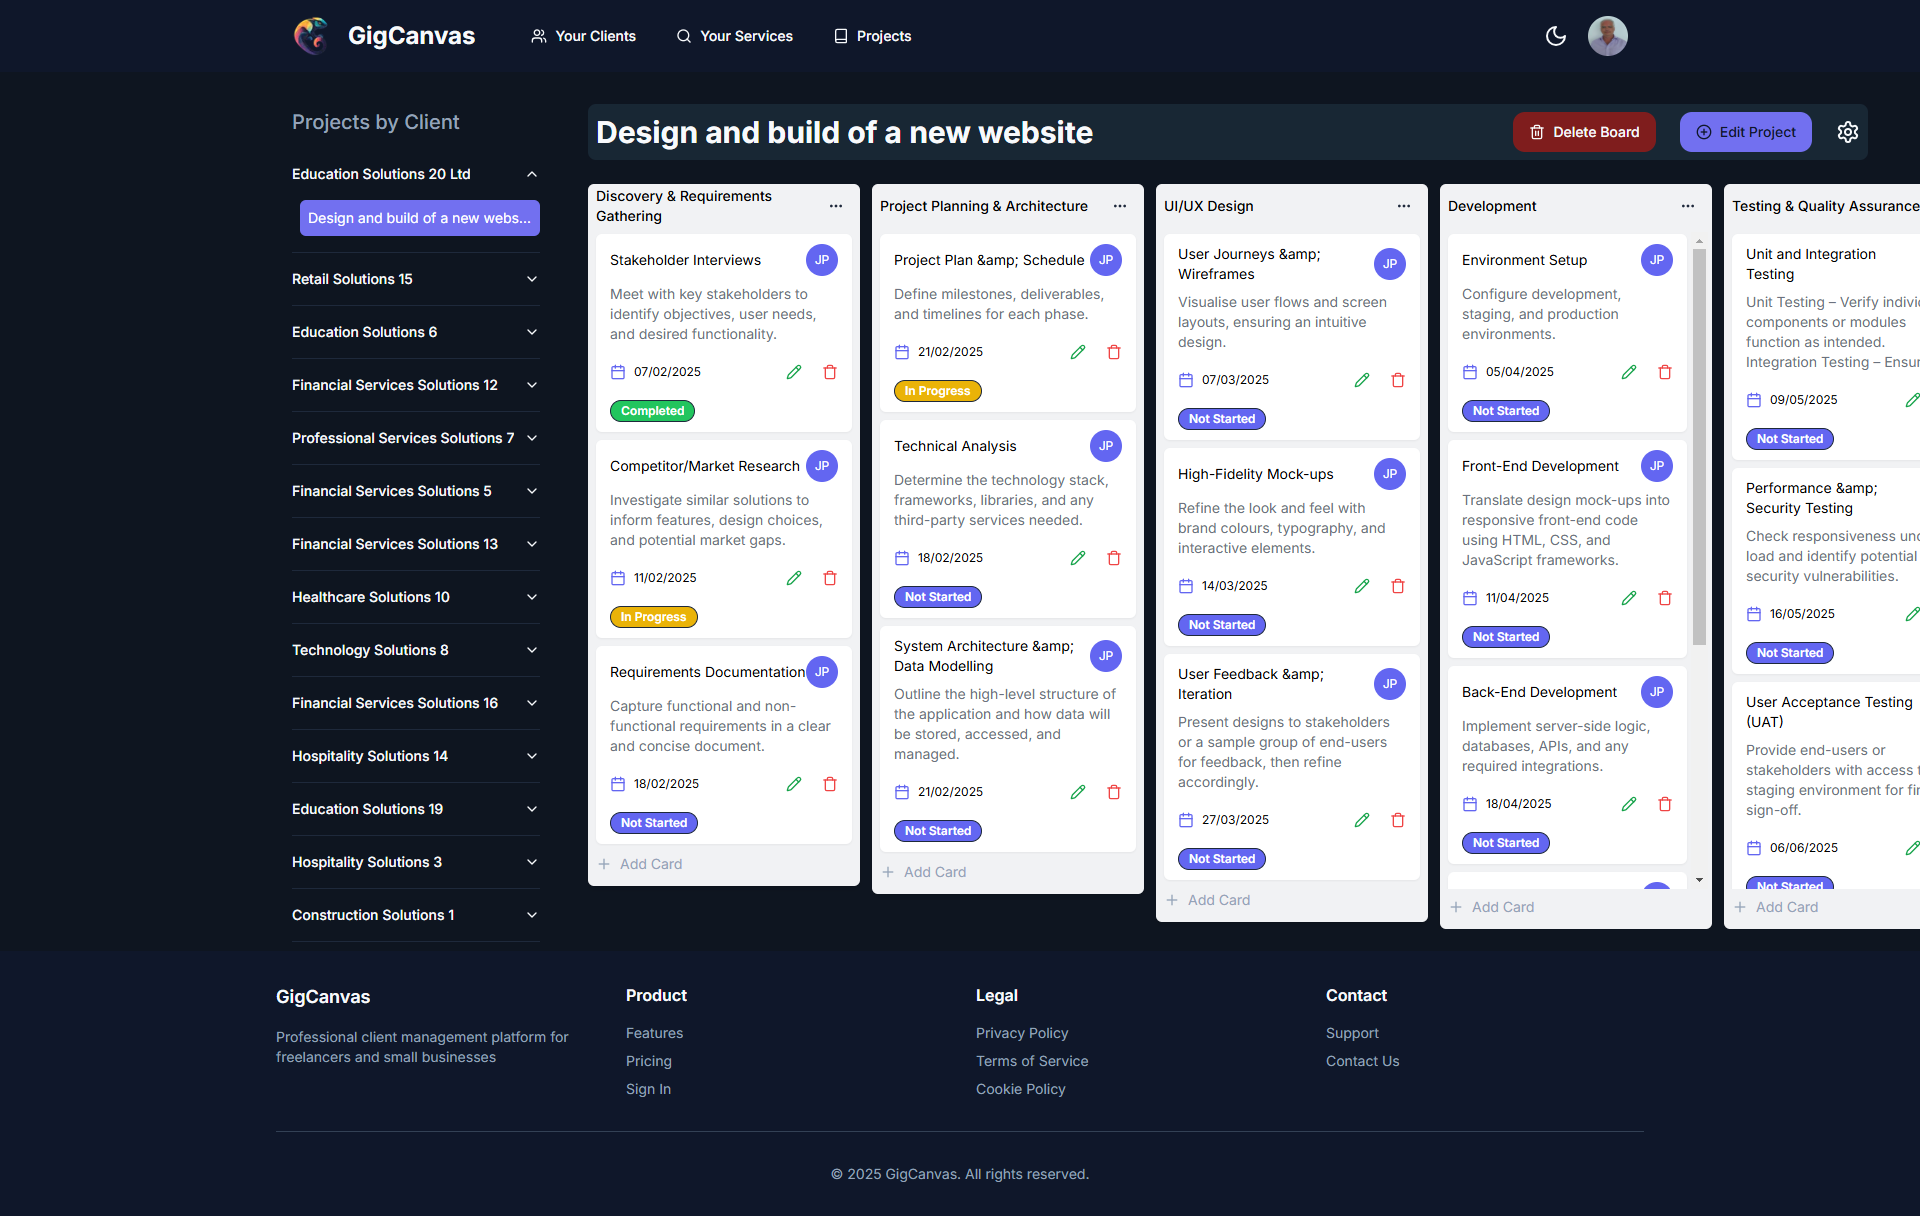 GigCanvas
Your Clients
Your Services
Projects
Projects by Client
Education Solutions 20 Ltd
Design and build of a new webs...
Retail Solutions 15
Education Solutions 6
Financial Services Solutions 12
Professional Services Solutions 7
Financial Services Solutions 5
Financial Services Solutions 13
Healthcare Solutions 10
Technology Solutions 8
Financial Services Solutions 16
Hospitality Solutions 14
Education Solutions 19
Hospitality Solutions 3
Construction Solutions 1
Design and build of a new website
Delete Board
Edit Project
Discovery & Requirements
Gathering
Stakeholder Interviews
JP
Meet with key stakeholders to
identify objectives, user needs,
and desired functionality.
07/02/2025
Completed
Competitor/Market Research
JP
Investigate similar solutions to
inform features, design choices,
and potential market gaps.
11/02/2025
In Progress
Requirements Documentation
JP
Capture functional and non-
functional requirements in a clear
and concise document.
18/02/2025
Not Started
Add Card
Project Planning & Architecture
Project Plan &amp; Schedule
JP
Define milestones, deliverables,
and timelines for each phase.
21/02/2025
In Progress
Technical Analysis
JP
Determine the technology stack,
frameworks, libraries, and any
third-party services needed.
18/02/2025
Not Started
System Architecture &amp;
Data Modelling
JP
Outline the high-level structure of
the application and how data will
be stored, accessed, and
managed.
21/02/2025
Not Started
Add Card
UI/UX Design
User Journeys &amp;
Wireframes
JP
Visualise user flows and screen
layouts, ensuring an intuitive
design.
07/03/2025
Not Started
High-Fidelity Mock-ups
JP
Refine the look and feel with
brand colours, typography, and
interactive elements.
14/03/2025
Not Started
User Feedback &amp;
Iteration
JP
Present designs to stakeholders
or a sample group of end-users
for feedback, then refine
accordingly.
27/03/2025
Not Started
Add Card
Development
Environment Setup
JP
Configure development,
staging, and production
environments.
05/04/2025
Not Started
Front-End Development
JP
Translate design mock-ups into
responsive front-end code
using HTML, CSS, and
JavaScript frameworks.
11/04/2025
Not Started
Back-End Development
JP
Implement server-side logic,
databases, APIs, and any
required integrations.
18/04/2025
Not Started
Add Card
Testing & Quality Assurance
Unit and Integration
Testing
Unit Testing – Verify
components or modules
function as intended.
Integration Testing –
09/05/2025
Not Started
Performance &amp;
Security Testing
Check responsiveness
load and identify potential
security vulnerabilities.
16/05/2025
Not Started
User Acceptance Testing
(UAT)
Provide end-users or
stakeholders with access
staging environment for
sign-off.
06/06/2025
Not Started
Add Card
GigCanvas
Professional client management platform for
freelancers and small businesses
Product
Features
Pricing
Sign In
Legal
Privacy Policy
Terms of Service
Cookie Policy
Contact
Support
Contact Us
© 2025 GigCanvas. All rights reserved.